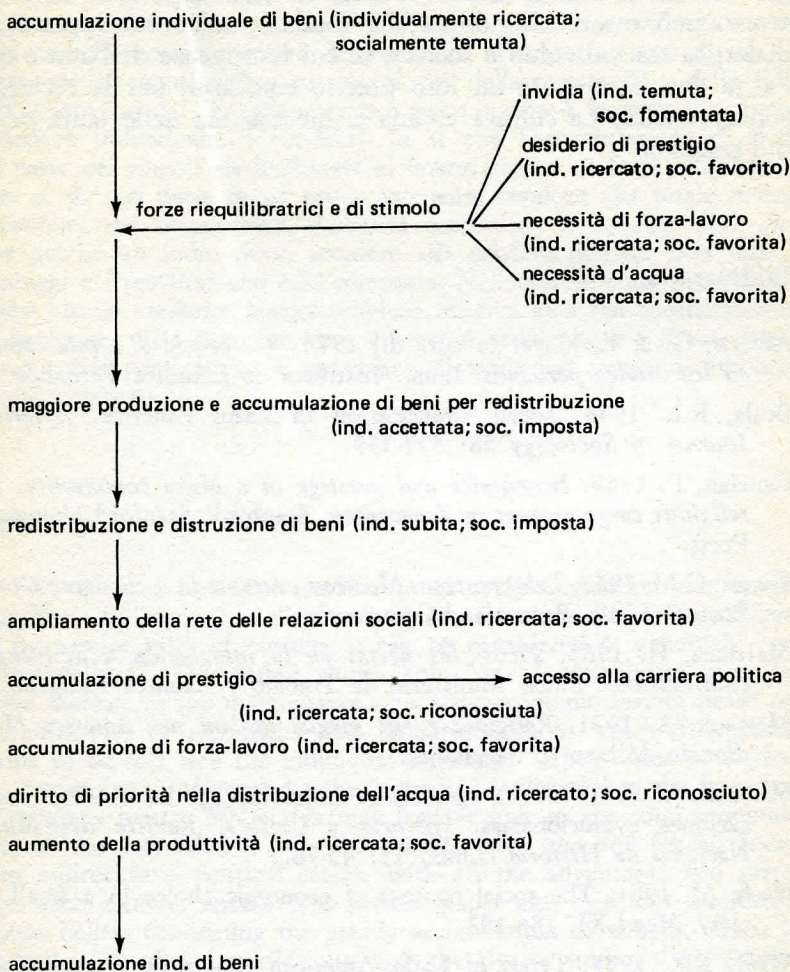 accumulazione individuale di beni (individualmente ricercata;
socialmente temuta)
invidia (ind. temuta;
soc. fomentata)
desiderio di prestigio
(ind. ricercato; soc. favorito)
forze riequilibratrici e di stimolo
necessità di forza-lavoro
(ind. ricercata; soc. favorita)
necessità d'acqua
(ind. ricercata; soc. favorita)
maggiore produzione e accumulazione di beni per redistribuzione
(ind. accettata; soc. imposta)
redistribuzione e distruzione di beni (ind. subita; soc. imposta)
ampliamento della rete delle relazioni sociali (ind. ricercata; soc. favorita)
accumulazione di prestigio accesso alla carriera politica
(ind. ricercata; soc. riconosciuta)
accumulazione di forza-lavoro (ind. ricercata; soc. favorita)
diritto di priorità nella distribuzione dell'acqua (ind. ricercato; soc. riconosciuto)
aumento della produttività (ind. ricercata; soc. favorita)
accumulazione ind. di beni